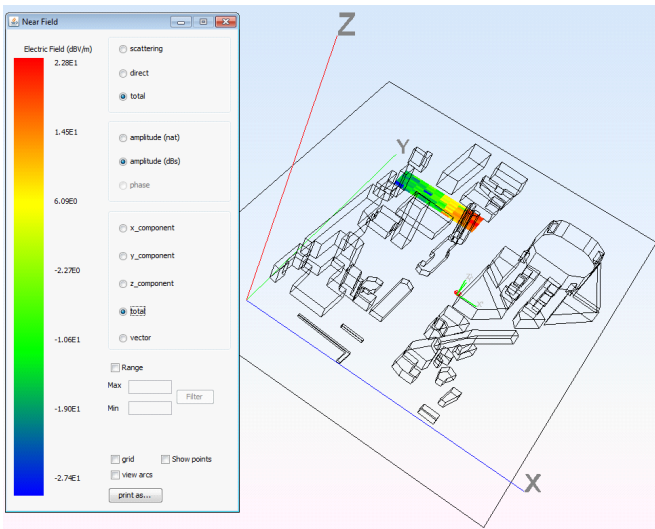 Near Field
Electric Field (dBV/m)
2.28E1
1.45E1
6.09E0
-2.27E0
-1.06E1
-1.90E1
-2.74E1
scattering
direct
total
amplitude (nat)
amplitude (dBs)
phase
x_component
y_component
z_component
total
vector
Range
Max
Min
Filter
grid
Show points
view arcs
print as...
Z
Y
X